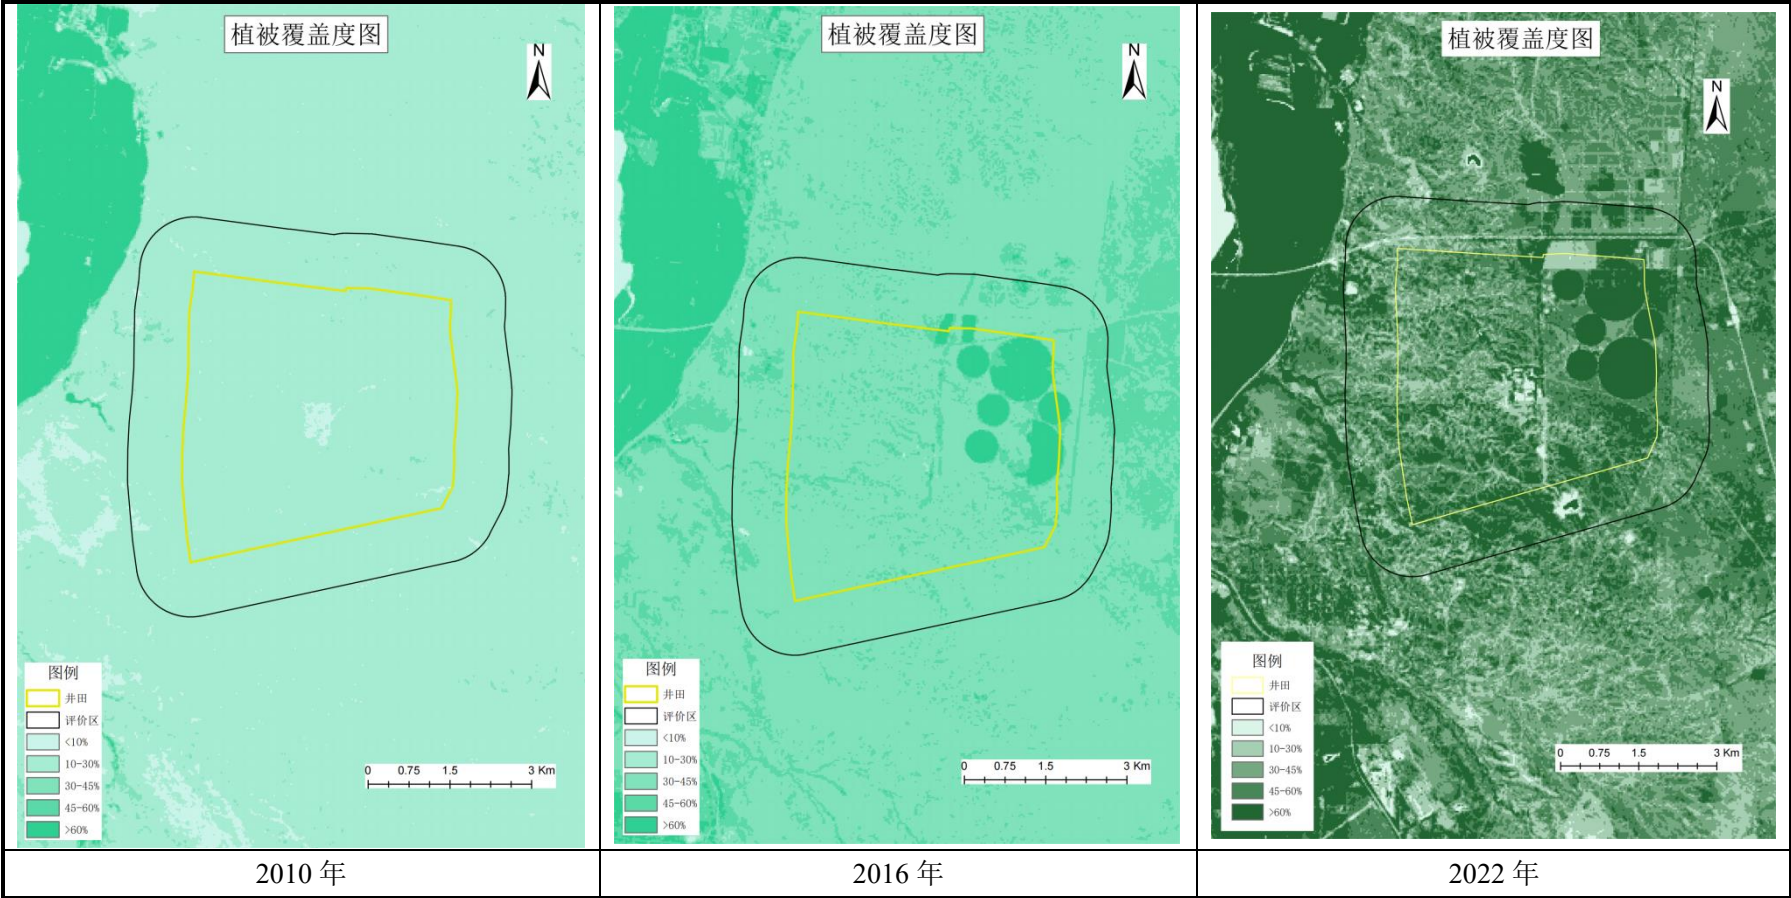 植被覆盖度图
N
图例
井田
评价区
<10%
10-30%
30-45%
45-60%
>60%
0 0.75 1.5 3 Km
2010 年
植被覆盖度图
N
图例
井田
评价区
<10%
10-30%
30-45%
45-60%
>60%
0 0.75 1.5 3 Km
2016 年
植被覆盖度图
N
图例
井田
评价区
<10%
10-30%
30-45%
45-60%
>60%
0 0.75 1.5 3 Km
2022 年